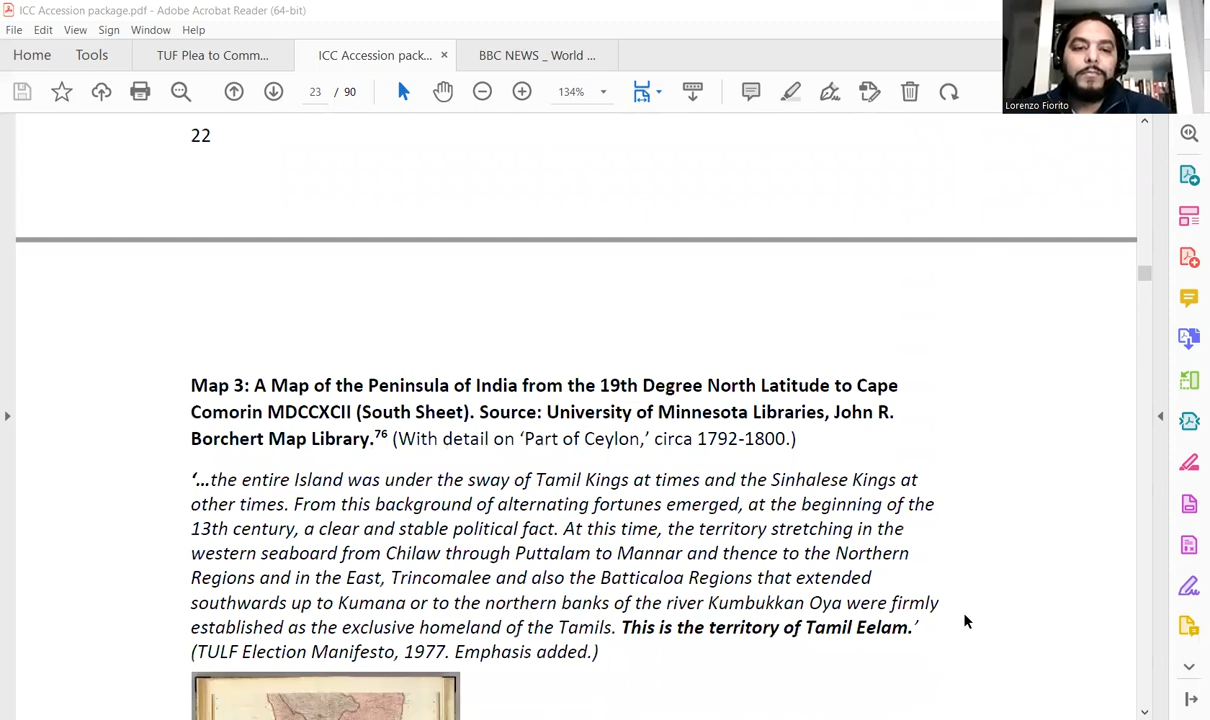 ICC Accession package.pdf - Adobe Acrobat Reader (64-bit)
File Edit View Sign Window Help
Home Tools TUF Plea to Comm... ICC Accession pack... × BBC NEWS _ World ...
23 / 90 134%
Lorenzo Fiorito
22
Map 3: A Map of the Peninsula of India from the 19th Degree North Latitude to Cape
Comorin MDCCXCII (South Sheet). Source: University of Minnesota Libraries, John R.
Borchert Map Library.76 (With detail on ‘Part of Ceylon,’ circa 1792-1800.)
‘...the entire Island was under the sway of Tamil Kings at times and the Sinhalese Kings at
other times. From this background of alternating fortunes emerged, at the beginning of the
13th century, a clear and stable political fact. At this time, the territory stretching in the
western seaboard from Chilaw through Puttalam to Mannar and thence to the Northern
Regions and in the East, Trincomalee and also the Batticaloa Regions that extended
southwards up to Kumana or to the northern banks of the river Kumbukkan Oya were firmly
established as the exclusive homeland of the Tamils. This is the territory of Tamil Eelam.’
(TULF Election Manifesto, 1977. Emphasis added.)